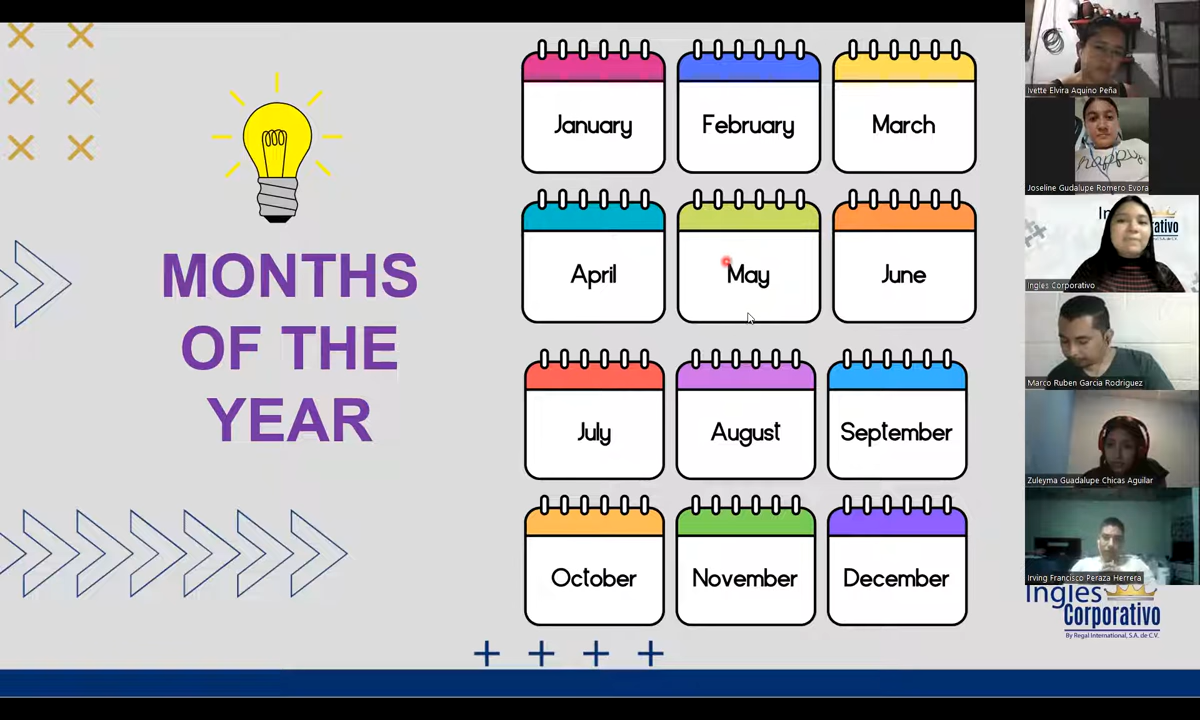 MONTHS
OF THE
YEAR
January
February
March
April
May
June
July
August
September
October
November
December
Ivette Elvira Aquino Peña
happy
Joseline Gudalupe Romero Evora
Ingles Corporativo
Marco Ruben Garcia Rodriguez
Zuleyma Guadalupe Chicas Aguilar
Irving Francisco Peraza Herrera
Ingles
Corporativo
By Regal International, S.A. de C.V.